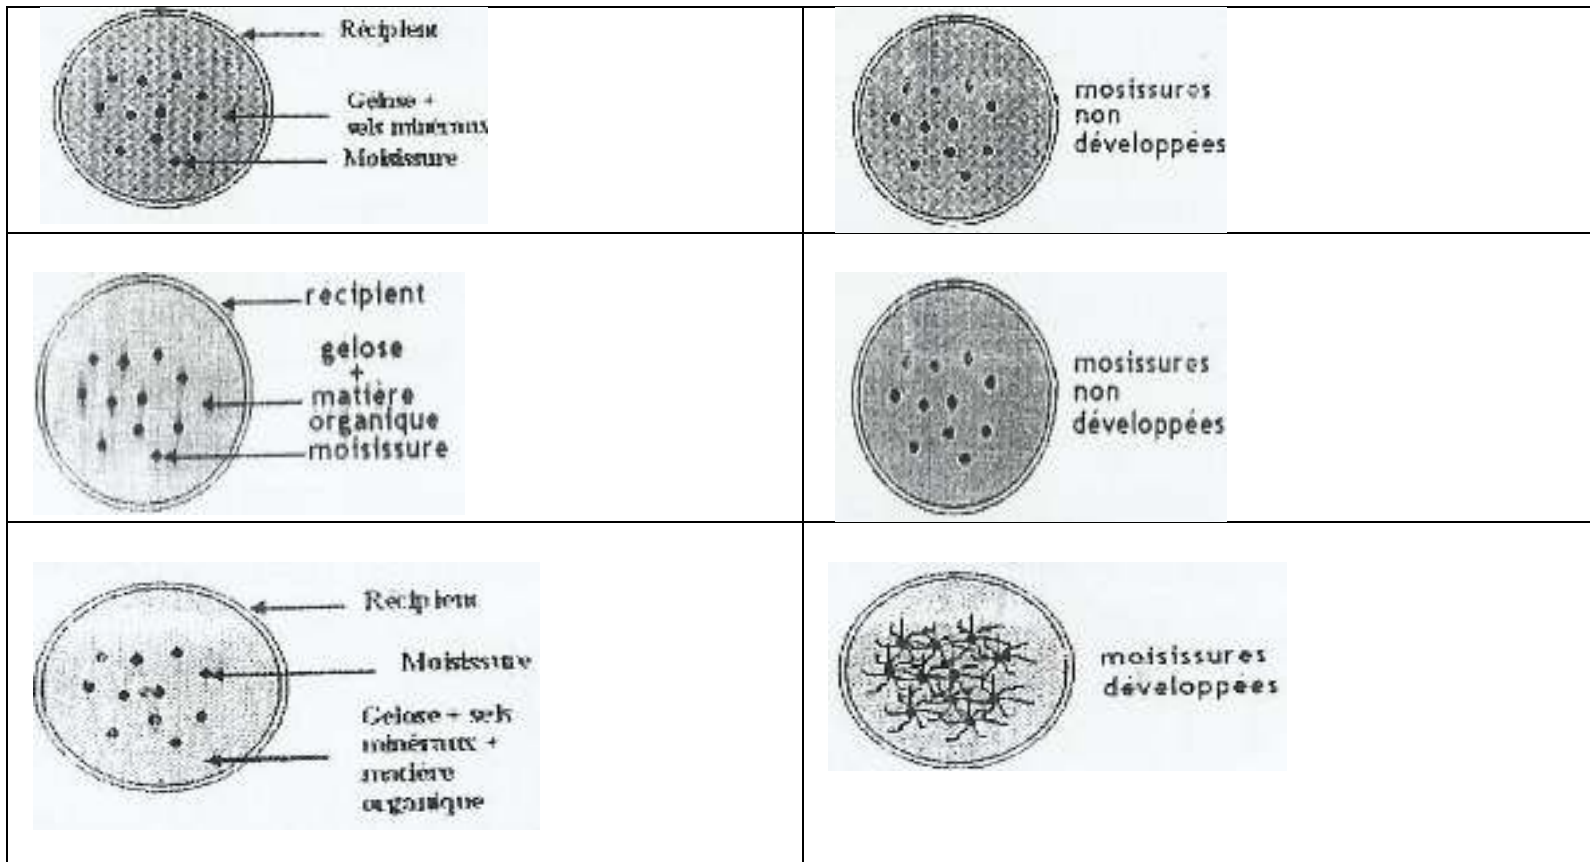 Récipient
Gélose +
sels minéraux
Moisissure
mosissures
non
développées
recipient
gelose
+
matière
organique
moisissure
mosissures
non
développées
Récipient
Moisissure
Gelose + sels
minéraux +
matière
organique
moisissures
développees